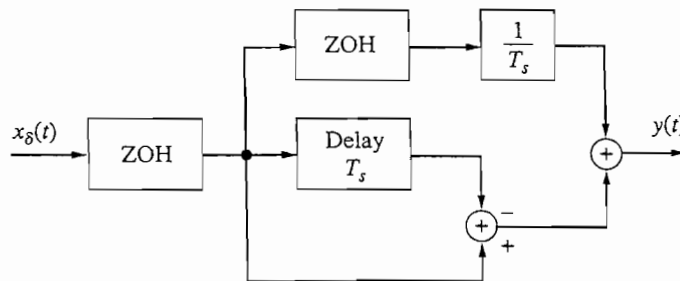 ZOH
1
T_s
x_δ(t)
ZOH
Delay
T_s
y(t)
+
−
+
+